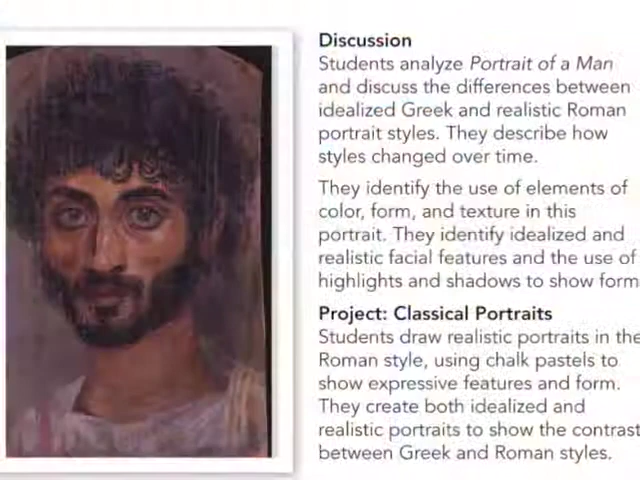 Discussion
Students analyze Portrait of a Man
and discuss the differences between
idealized Greek and realistic Roman
portrait styles. They describe how
styles changed over time.
They identify the use of elements of
color, form, and texture in this
portrait. They identify idealized and
realistic facial features and the use of
highlights and shadows to show form
Project: Classical Portraits
Students draw realistic portraits in the
Roman style, using chalk pastels to
show expressive features and form.
They create both idealized and
realistic portraits to show the contrast
between Greek and Roman styles.